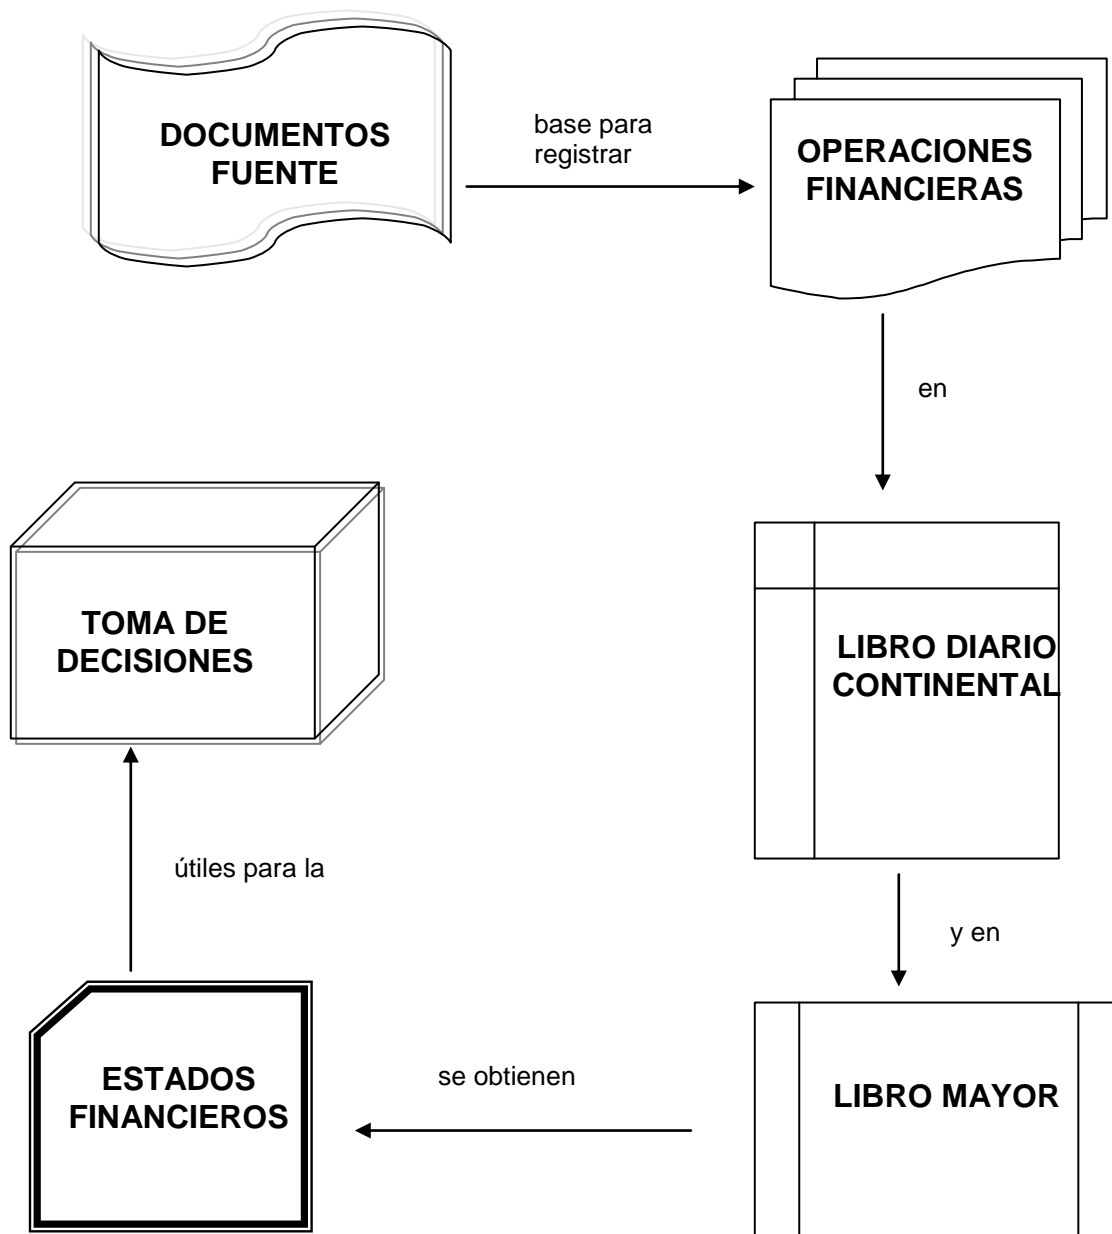 DOCUMENTOS
FUENTE
base para
registrar
OPERACIONES
FINANCIERAS
en
LIBRO DIARIO
CONTINENTAL
y en
LIBRO MAYOR
se obtienen
ESTADOS
FINANCIEROS
útiles para la
TOMA DE
DECISIONES